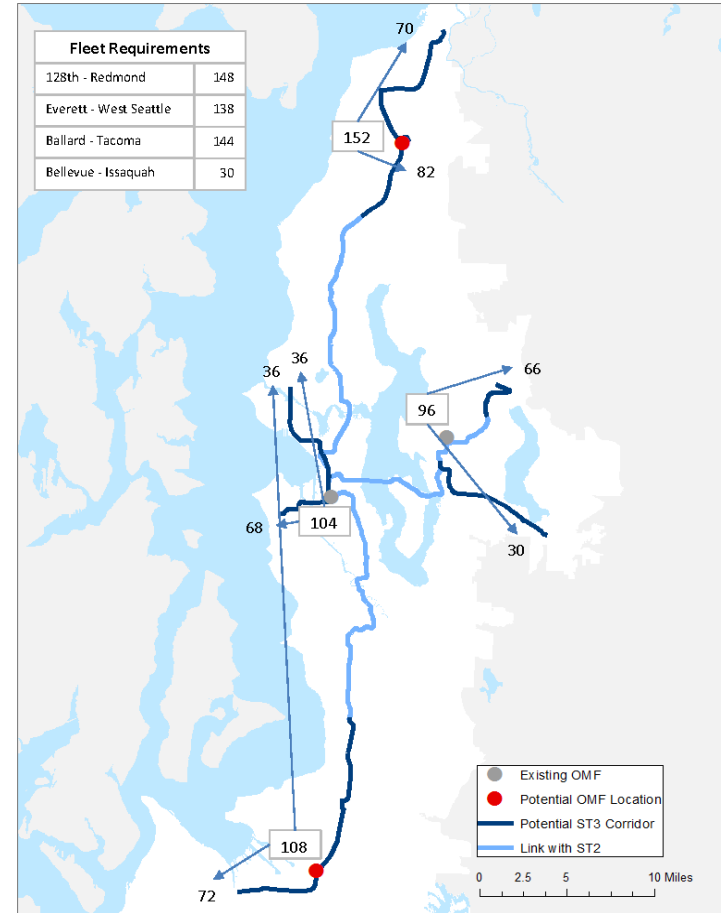 Fleet Requirements
128th - Redmond 148
Everett - West Seattle 138
Ballard - Tacoma 144
Bellevue - Issaquah 30
70
152
82
36
36
66
96
68
104
30
108
72
Existing OMF
Potential OMF Location
Potential ST3 Corridor
Link with ST2
0 2.5 5 10 Miles